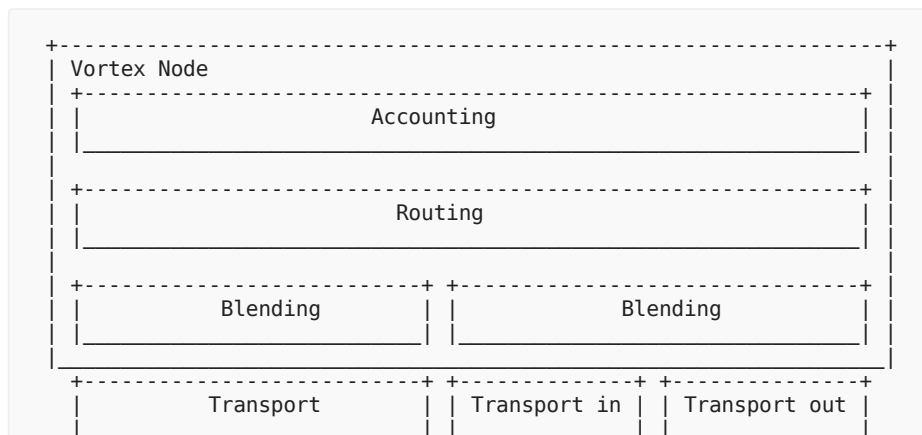 Vortex Node
Accounting
Routing
Blending Blending
Transport Transport in Transport out